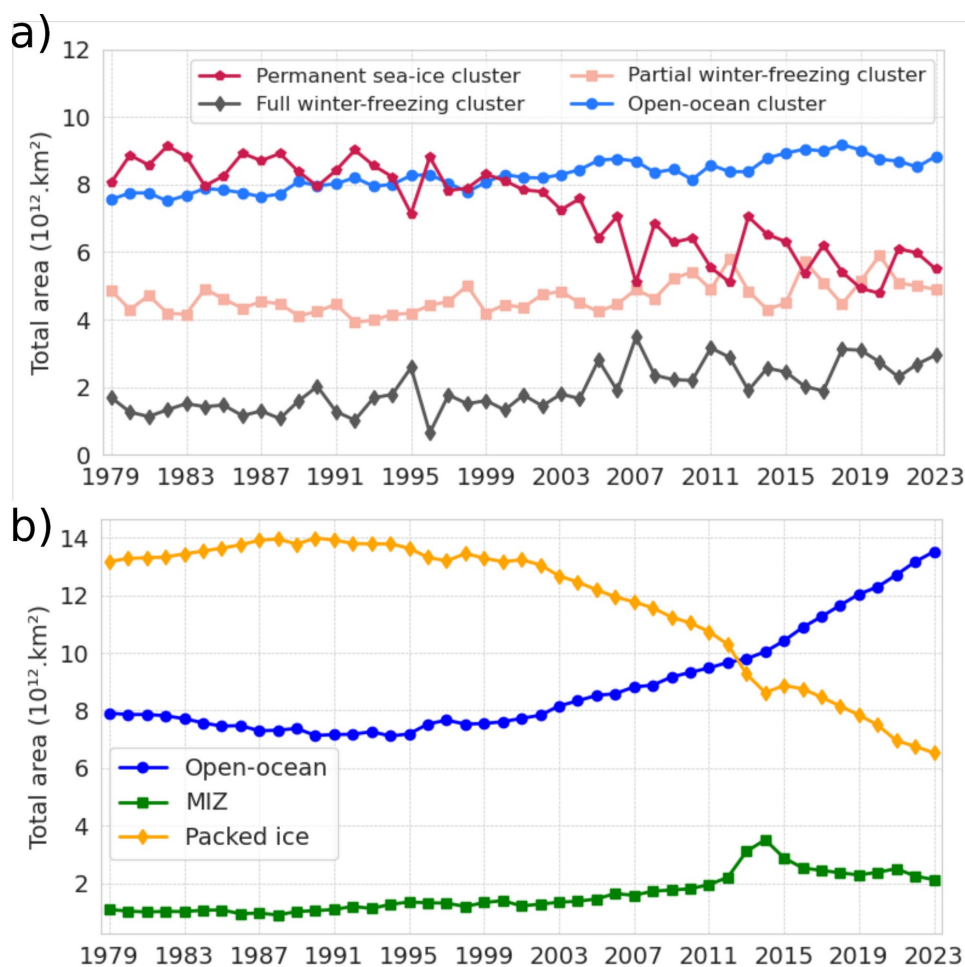 a)
12
Permanent sea-ice cluster
Partial winter-freezing cluster
Full winter-freezing cluster
Open-ocean cluster
10
8
6
4
2
0
Total area (10¹².km²)
1979 1983 1987 1991 1995 1999 2003 2007 2011 2015 2019 2023
b)
14
12
10
8
6
4
2
Total area (10¹².km²)
Open-ocean
MIZ
Packed ice
1979 1983 1987 1991 1995 1999 2003 2007 2011 2015 2019 2023